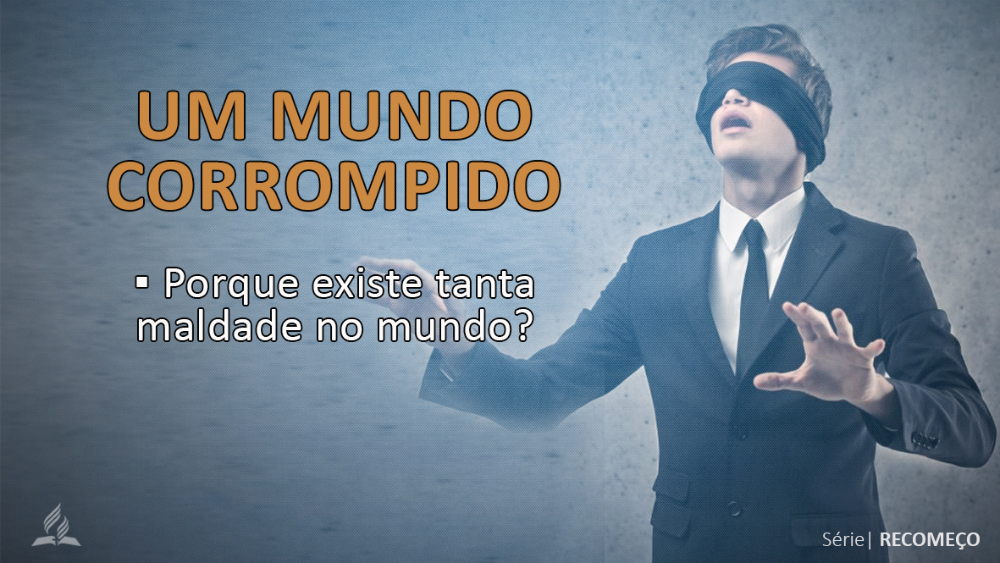 UM MUNDO
CORROMPIDO
▪ Porque existe tanta
maldade no mundo?
Série| RECOMEÇO